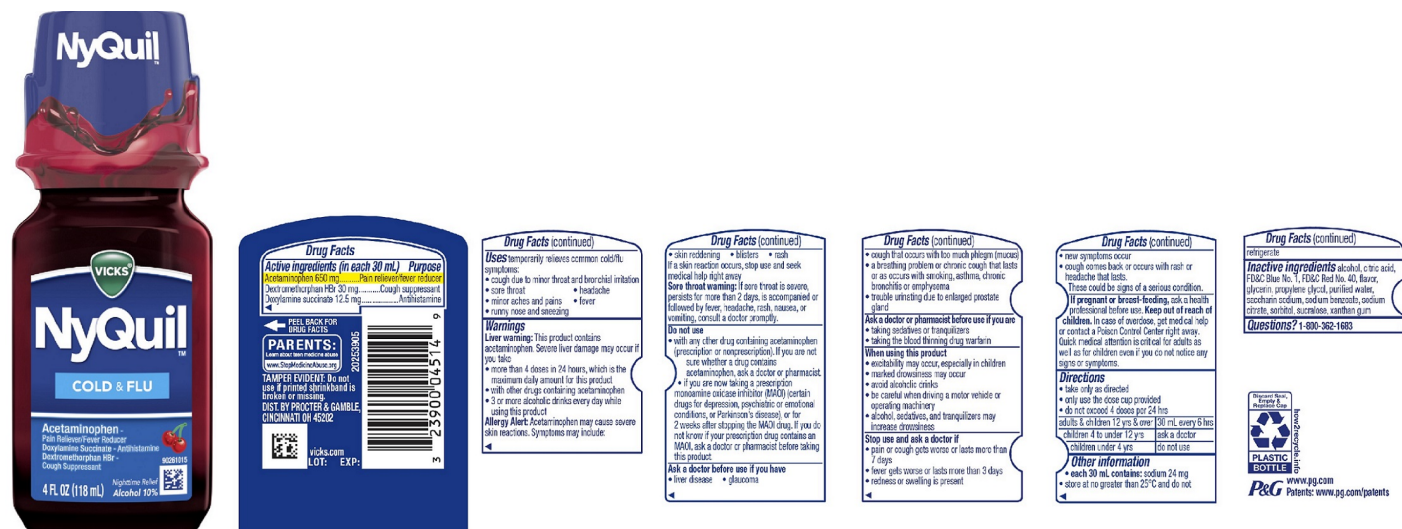 NyQuil™
VICKS®
NyQuil™
COLD & FLU
Acetaminophen -
Pain Reliever/Fever Reducer
Doxylamine Succinate - Antihistamine
Dextromethorphan HBr -
Cough Suppressant
90261015
4 FL OZ (118 mL)
Nighttime Relief
Alcohol 10%
Drug Facts
Active ingredients (in each 30 mL) Purpose
Acetaminophen 650 mg.........Pain reliever/fever reducer
Dextromethorphan HBr 30 mg...........Cough suppressant
Doxylamine succinate 12.5 mg..................Antihistamine
PEEL BACK FOR
DRUG FACTS
PARENTS:
Learn about teen medicine abuse
www.StopMedicineAbuse.org
TAMPER EVIDENT: Do not
use if printed shrinkband is
broken or missing.
DIST. BY PROCTER & GAMBLE,
CINCINNATI OH 45202
vicks.com
LOT: EXP:
20253905
3 23900 04514 9
Drug Facts (continued)
Uses temporarily relieves common cold/flu
symptoms:
• cough due to minor throat and bronchial irritation
• sore throat • headache
• minor aches and pains • fever
• runny nose and sneezing
Warnings
Liver warning: This product contains
acetaminophen. Severe liver damage may occur if
you take
• more than 4 doses in 24 hours, which is the
maximum daily amount for this product
• with other drugs containing acetaminophen
• 3 or more alcoholic drinks every day while
using this product
Allergy Alert: Acetaminophen may cause severe
skin reactions. Symptoms may include:
Drug Facts (continued)
• skin reddening • blisters • rash
If a skin reaction occurs, stop use and seek
medical help right away
Sore throat warning: If sore throat is severe,
persists for more than 2 days, is accompanied or
followed by fever, headache, rash, nausea, or
vomiting, consult a doctor promptly.
Do not use
• with any other drug containing acetaminophen
(prescription or nonprescription). If you are not
sure whether a drug contains
acetaminophen, ask a doctor or pharmacist.
• if you are now taking a prescription
monoamine oxidase inhibitor (MAOI) (certain
drugs for depression, psychiatric or emotional
conditions, or Parkinson's disease), or for
2 weeks after stopping the MAOI drug. If you do
not know if your prescription drug contains an
MAOI, ask a doctor or pharmacist before taking
this product
Ask a doctor before use if you have
• liver disease • glaucoma
Drug Facts (continued)
• cough that occurs with too much phlegm (mucus)
• a breathing problem or chronic cough that lasts
or as occurs with smoking, asthma, chronic
bronchitis or emphysema
• trouble urinating due to enlarged prostate
gland
Ask a doctor or pharmacist before use if you are
• taking sedatives or tranquilizers
• taking the blood thinning drug warfarin
When using this product
• excitability may occur, especially in children
• marked drowsiness may occur
• avoid alcoholic drinks
• be careful when driving a motor vehicle or
operating machinery
• alcohol, sedatives, and tranquilizers may
increase drowsiness
Stop use and ask a doctor if
• pain or cough gets worse or lasts more than
7 days
• fever gets worse or lasts more than 3 days
• redness or swelling is present
Drug Facts (continued)
• new symptoms occur
• cough comes back or occurs with rash or
headache that lasts.
These could be signs of a serious condition.
If pregnant or breast-feeding, ask a health
professional before use. Keep out of reach of
children. In case of overdose, get medical help
or contact a Poison Control Center right away.
Quick medical attention is critical for adults as
well as for children even if you do not notice any
signs or symptoms.
Directions
• take only as directed
• only use the dose cup provided
• do not exceed 4 doses per 24 hrs
adults & children 12 yrs & over 30 mL every 6 hrs
children 4 to under 12 yrs ask a doctor
children under 4 yrs do not use
Other information
• each 30 mL contains: sodium 24 mg
• store at no greater than 25°C and do not
Drug Facts (continued)
refrigerate
Inactive ingredients alcohol, citric acid,
FD&C Blue No. 1, FD&C Red No. 40, flavor,
glycerin, propylene glycol, purified water,
saccharin sodium, sodium benzoate, sodium
citrate, sorbitol, sucralose, xanthan gum
Questions? 1-800-362-1683
Discard Seal,
Empty &
Replace Cap
PLASTIC
BOTTLE
how2recycle.info
P&G www.pg.com
Patents: www.pg.com/patents